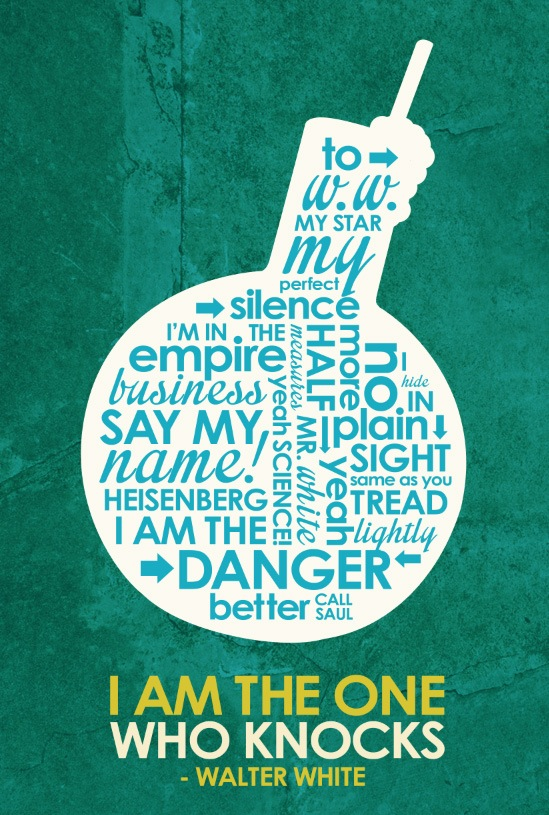 to
w.w.
MY STAR
my
perfect
silence
I'M IN THE
empire
business
SAY MY
name!
HEISENBERG
I AM THE
DANGER
better CALL
SAUL
yeah SCIENCE!
measures
HALF
MR. white
more
yeah
no
I hide
IN
plain
SIGHT
same as you
TREAD
lightly
I AM THE ONE
WHO KNOCKS
- WALTER WHITE